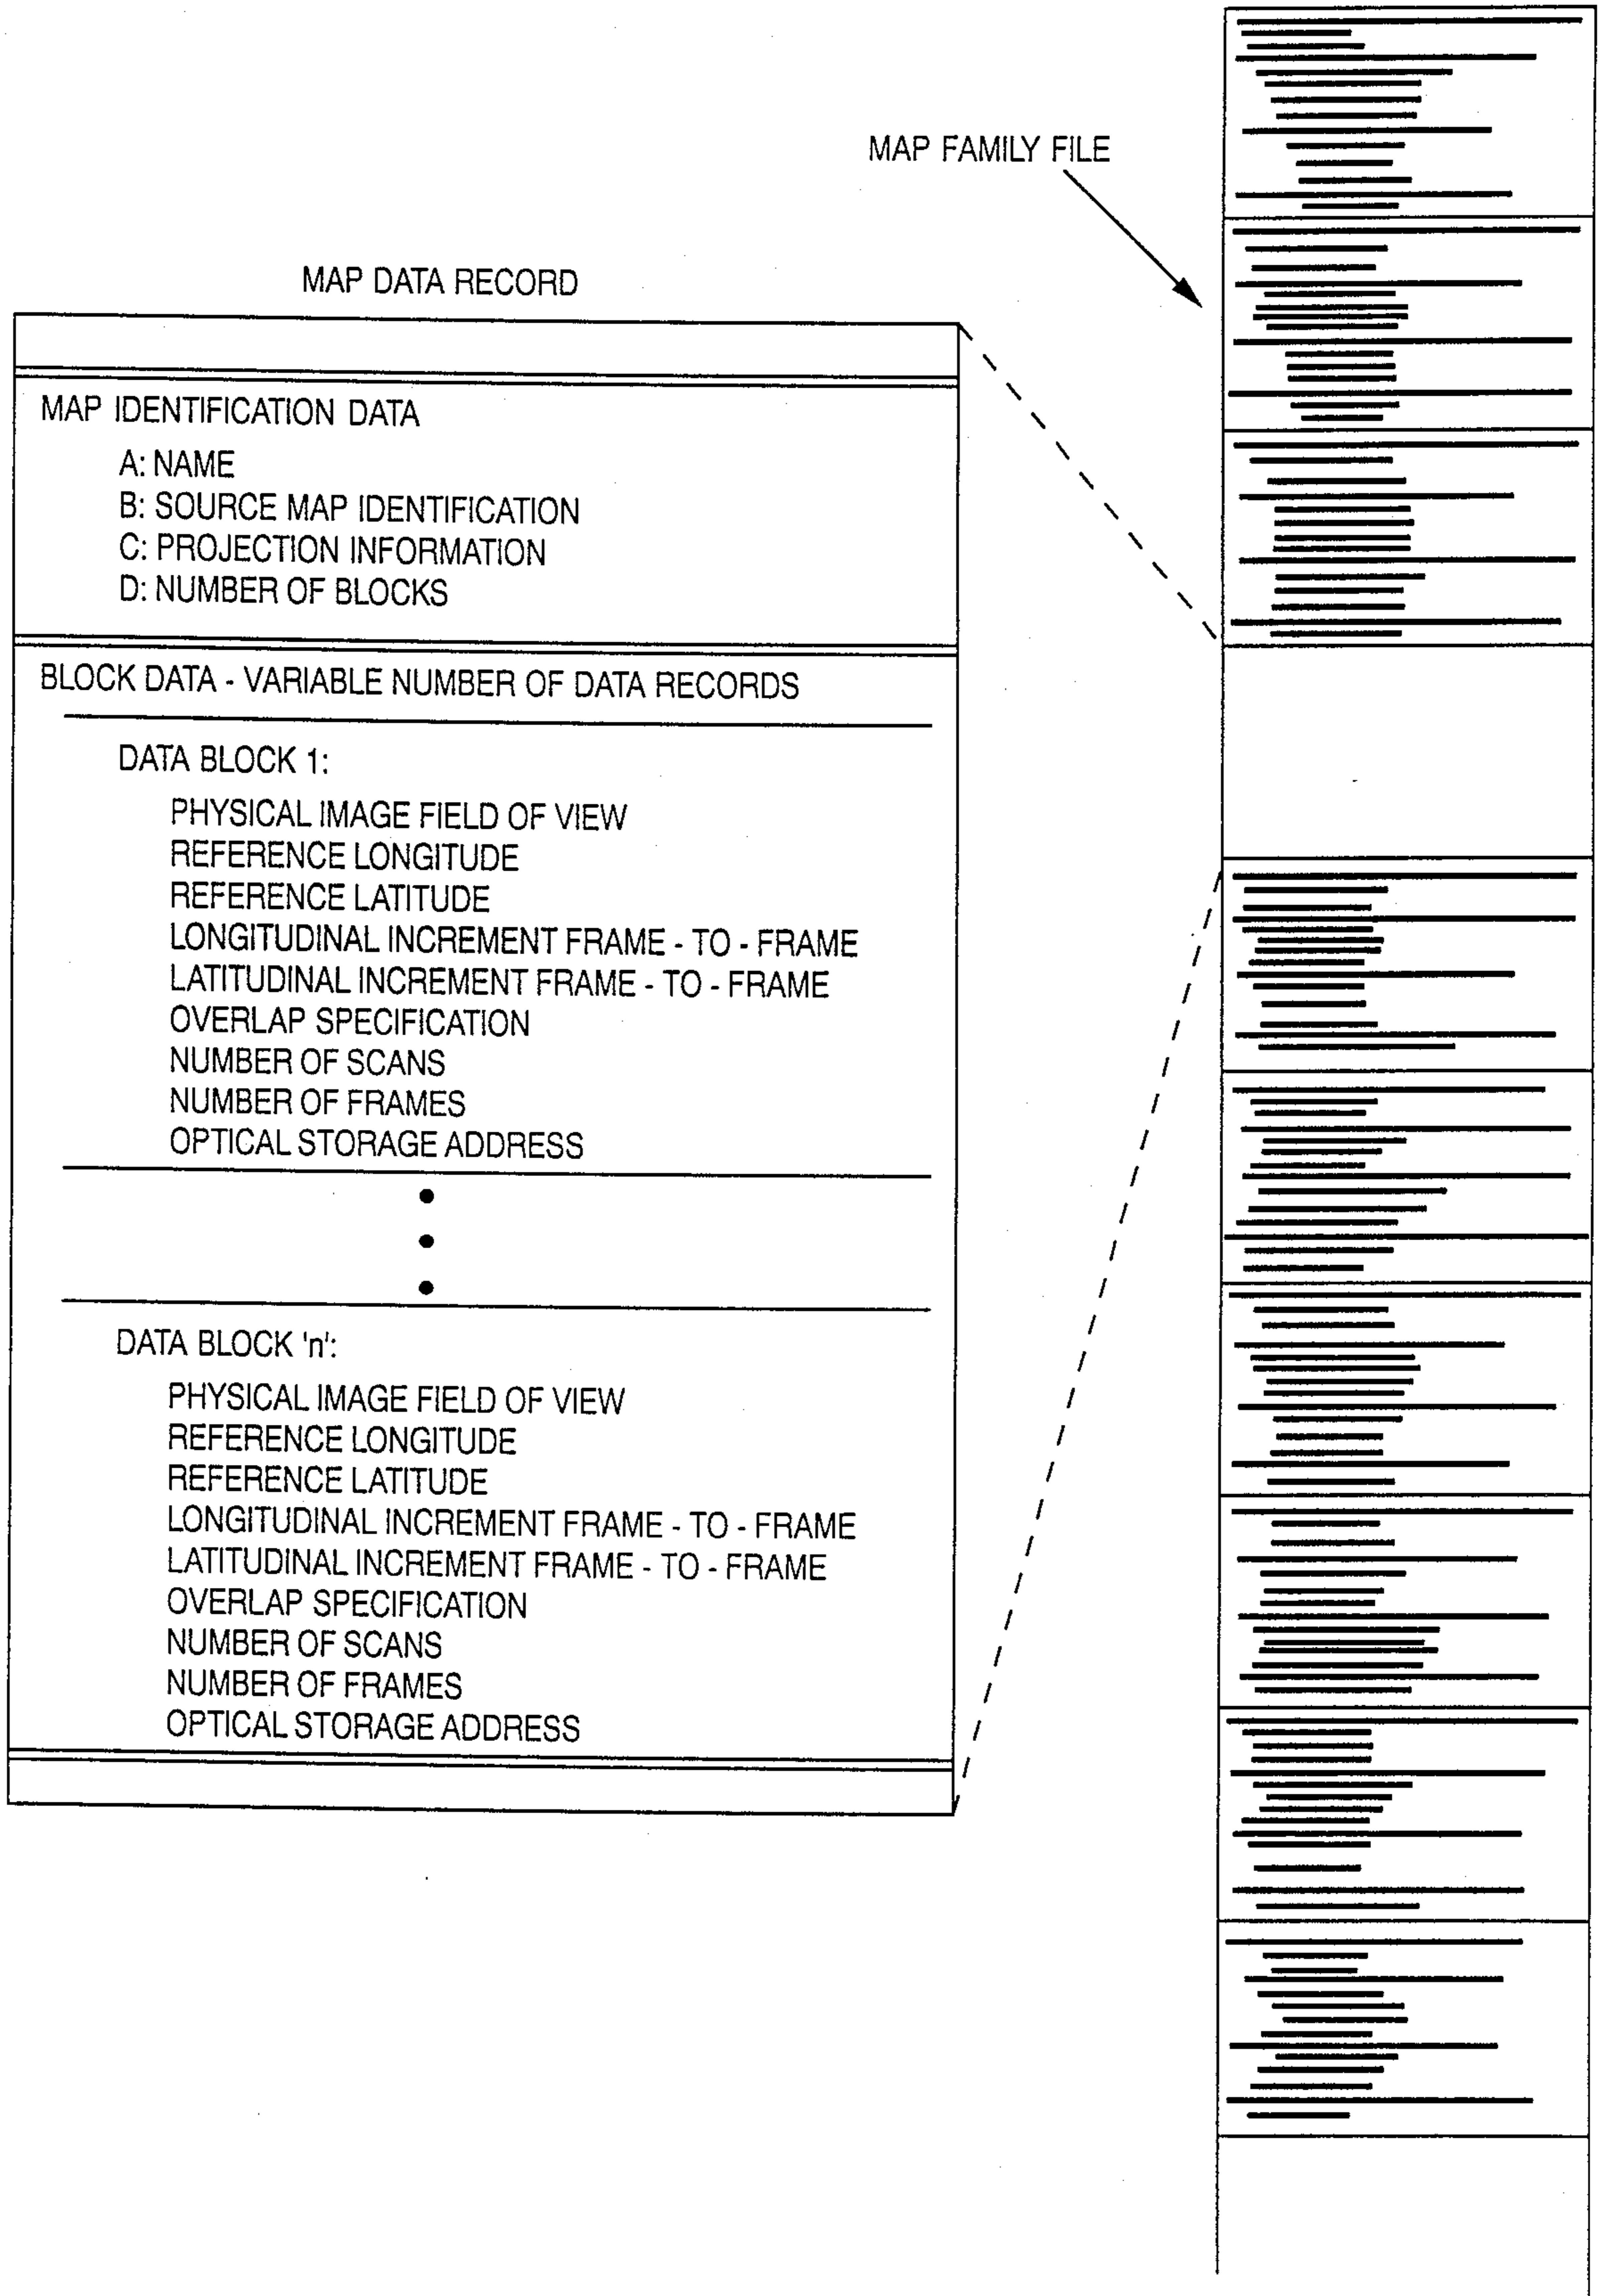 MAP FAMILY FILE
MAP DATA RECORD
MAP IDENTIFICATION DATA
A: NAME
B: SOURCE MAP IDENTIFICATION
C: PROJECTION INFORMATION
D: NUMBER OF BLOCKS
BLOCK DATA - VARIABLE NUMBER OF DATA RECORDS
DATA BLOCK 1:
PHYSICAL IMAGE FIELD OF VIEW
REFERENCE LONGITUDE
REFERENCE LATITUDE
LONGITUDINAL INCREMENT FRAME - TO - FRAME
LATITUDINAL INCREMENT FRAME - TO - FRAME
OVERLAP SPECIFICATION
NUMBER OF SCANS
NUMBER OF FRAMES
OPTICAL STORAGE ADDRESS
DATA BLOCK 'n':
PHYSICAL IMAGE FIELD OF VIEW
REFERENCE LONGITUDE
REFERENCE LATITUDE
LONGITUDINAL INCREMENT FRAME - TO - FRAME
LATITUDINAL INCREMENT FRAME - TO - FRAME
OVERLAP SPECIFICATION
NUMBER OF SCANS
NUMBER OF FRAMES
OPTICAL STORAGE ADDRESS